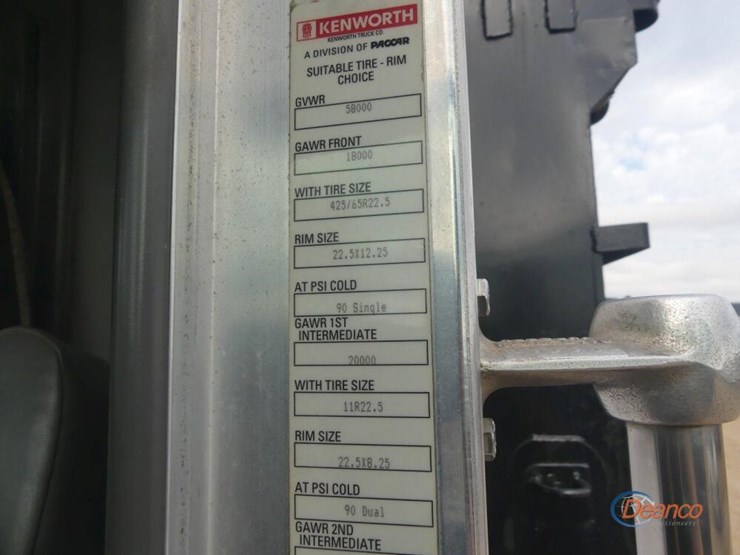 KENWORTH
KENWORTH TRUCK CO.
A DIVISION OF PACCAR
SUITABLE TIRE - RIM
CHOICE
GVWR
58000
GAWR FRONT
18000
WITH TIRE SIZE
425/65R22.5
RIM SIZE
22.5X12.25
AT PSI COLD
90 Single
GAWR 1ST
INTERMEDIATE
20000
WITH TIRE SIZE
11R22.5
RIM SIZE
22.5X8.25
AT PSI COLD
90 Dual
GAWR 2ND
INTERMEDIATE
Deanco